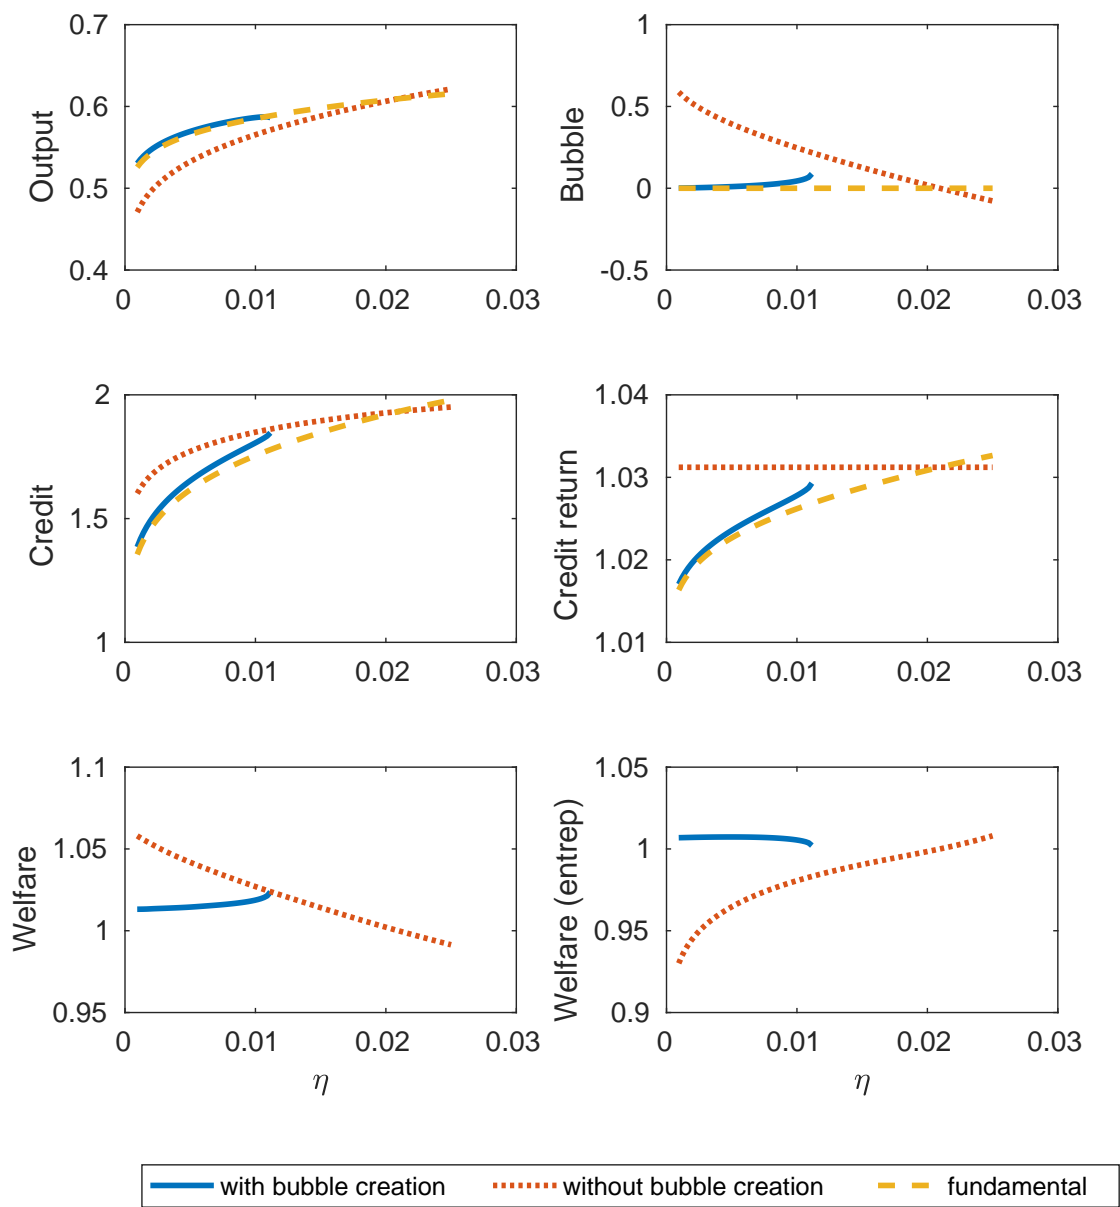 0.7
0.6
0.5
0.4
Output
0 0.01 0.02 0.03
1
0.5
0
-0.5
Bubble
0 0.01 0.02 0.03
2
1.5
1
Credit
0 0.01 0.02 0.03
1.04
1.03
1.02
1.01
Credit return
0 0.01 0.02 0.03
1.1
1.05
1
0.95
Welfare
0 0.01 0.02 0.03
η
1.05
1
0.95
0.9
Welfare (entrep)
0 0.01 0.02 0.03
η
with bubble creation without bubble creation fundamental